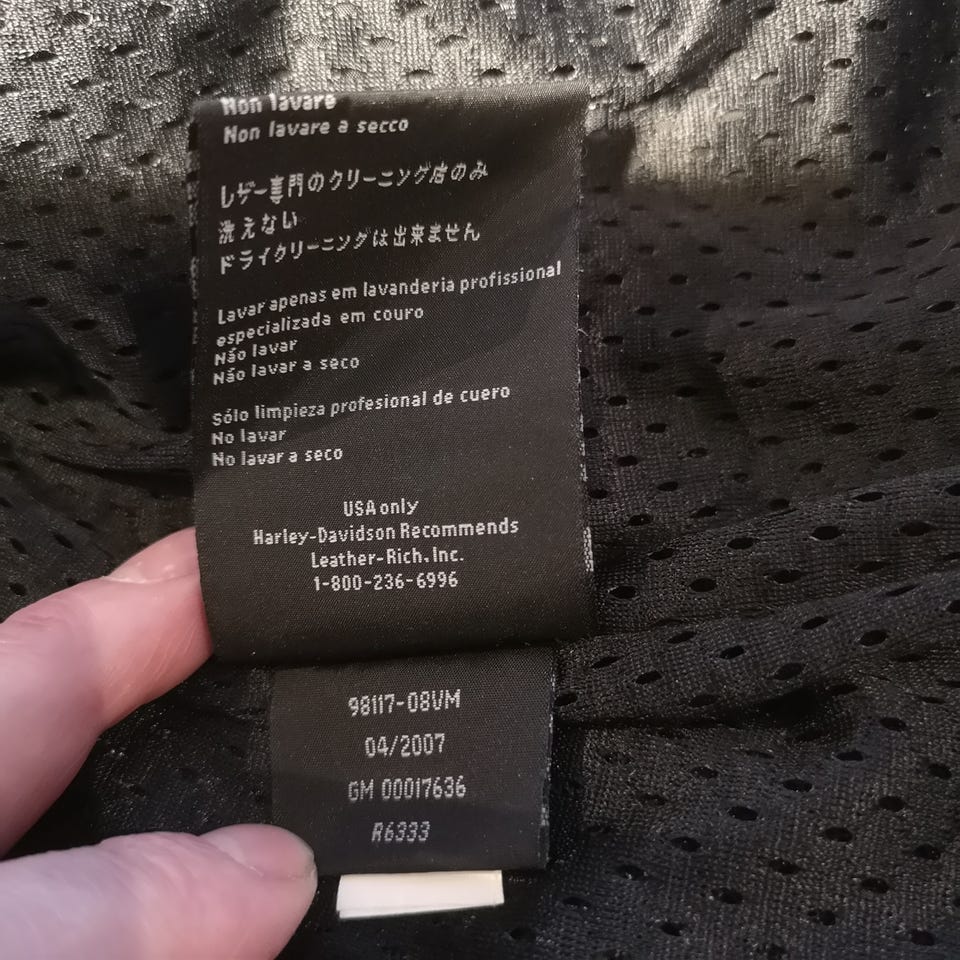 Non lavare
Non lavare a secco
レザー専門のクリーニング店のみ
洗えない
ドライクリーニングは出来ません
Lavar apenas em lavanderia profissional
especializada em couro
Não lavar
Não lavar a seco
Sólo limpieza profesional de cuero
No lavar
No lavar a seco
USA only
Harley-Davidson Recommends
Leather-Rich, Inc.
1-800-236-6996
98117-08VM
04/2007
GM 00017636
R6333